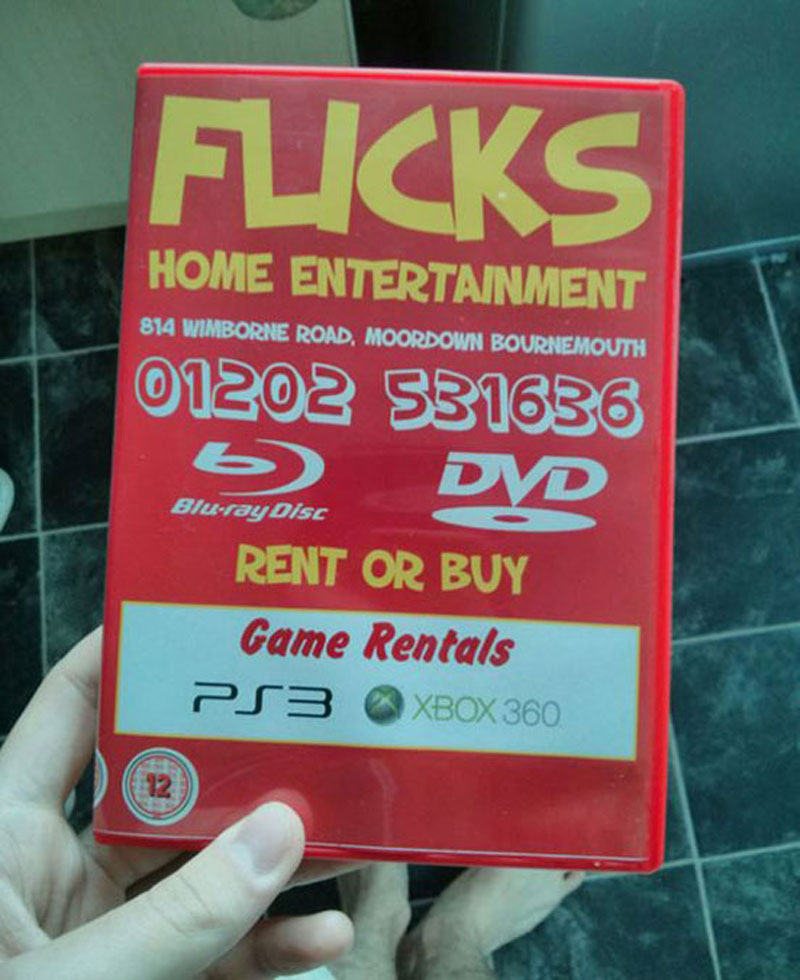 FLICKS
HOME ENTERTAINMENT
814 WIMBORNE ROAD, MOORDOWN BOURNEMOUTH
01202 531636
Blu-ray Disc
DVD
RENT OR BUY
Game Rentals
PS3 XBOX 360
12